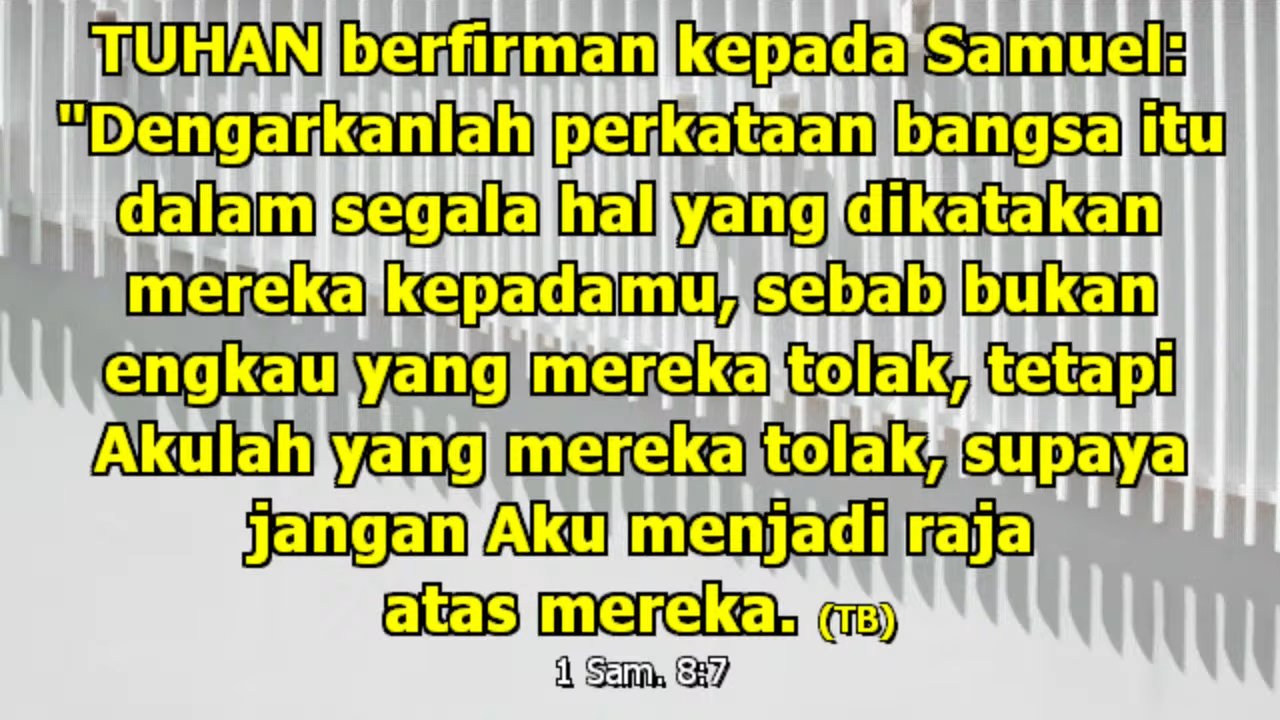 TUHAN berfirman kepada Samuel:
"Dengarkanlah perkataan bangsa itu
dalam segala hal yang dikatakan
mereka kepadamu, sebab bukan
engkau yang mereka tolak, tetapi
Akulah yang mereka tolak, supaya
jangan Aku menjadi raja
atas mereka. (TB)
1 Sam. 8:7